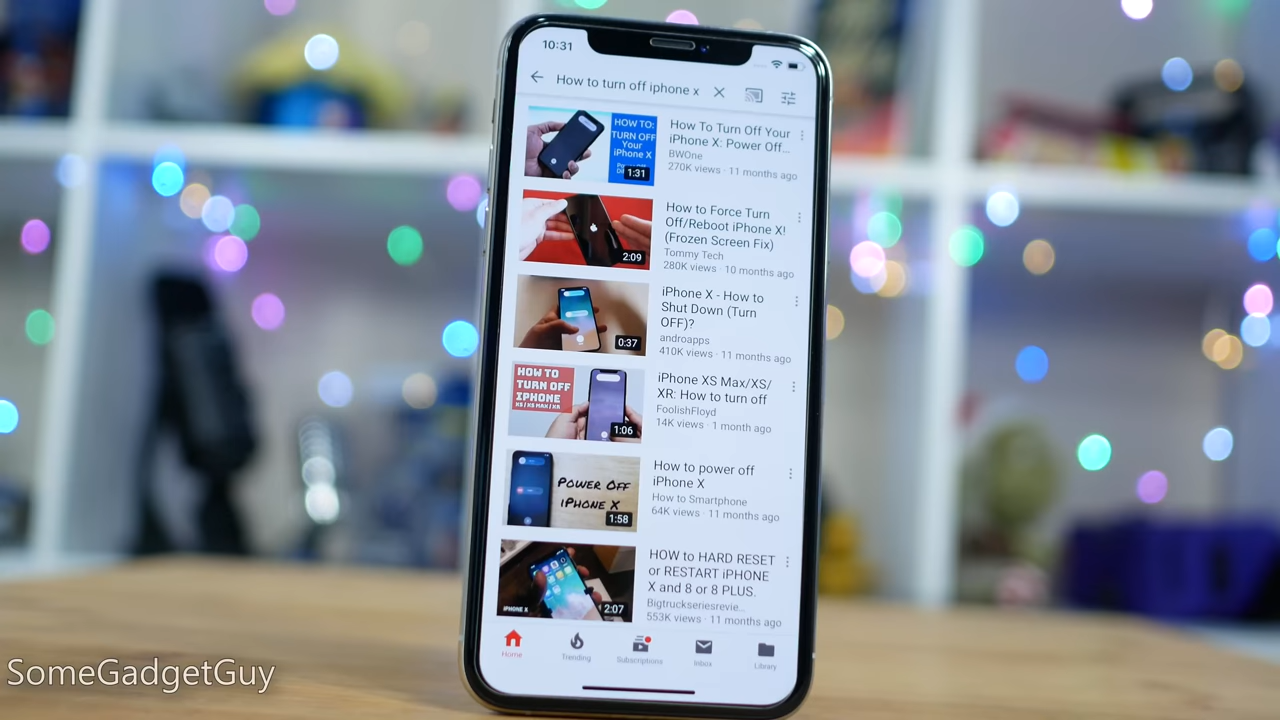 10:31
How to turn off iphone x
HOW TO:
TURN OFF
Your
iPhone X
1:31
How To Turn Off Your
iPhone X: Power Off...
BWOne
270K views · 11 months ago
2:09
How to Force Turn
Off/Reboot iPhone X!
(Frozen Screen Fix)
Tommy Tech
280K views · 10 months ago
0:37
iPhone X - How to
Shut Down (Turn
OFF)?
androapps
410K views · 11 months ago
HOW TO
TURN OFF
IPHONE
XS / XS MAX / XR
1:06
iPhone XS Max/XS/
XR: How to turn off
FoolishFloyd
14K views · 1 month ago
POWER OFF
iPHONE X
1:58
How to power off
iPhone X
How to Smartphone
64K views · 11 months ago
IPHONE X
2:07
HOW to HARD RESET
or RESTART iPHONE
X and 8 or 8 PLUS.
Bigtruckseriesrevie...
553K views · 11 months ago
Home
Trending
Subscriptions
Inbox
Library
SomeGadgetGuy